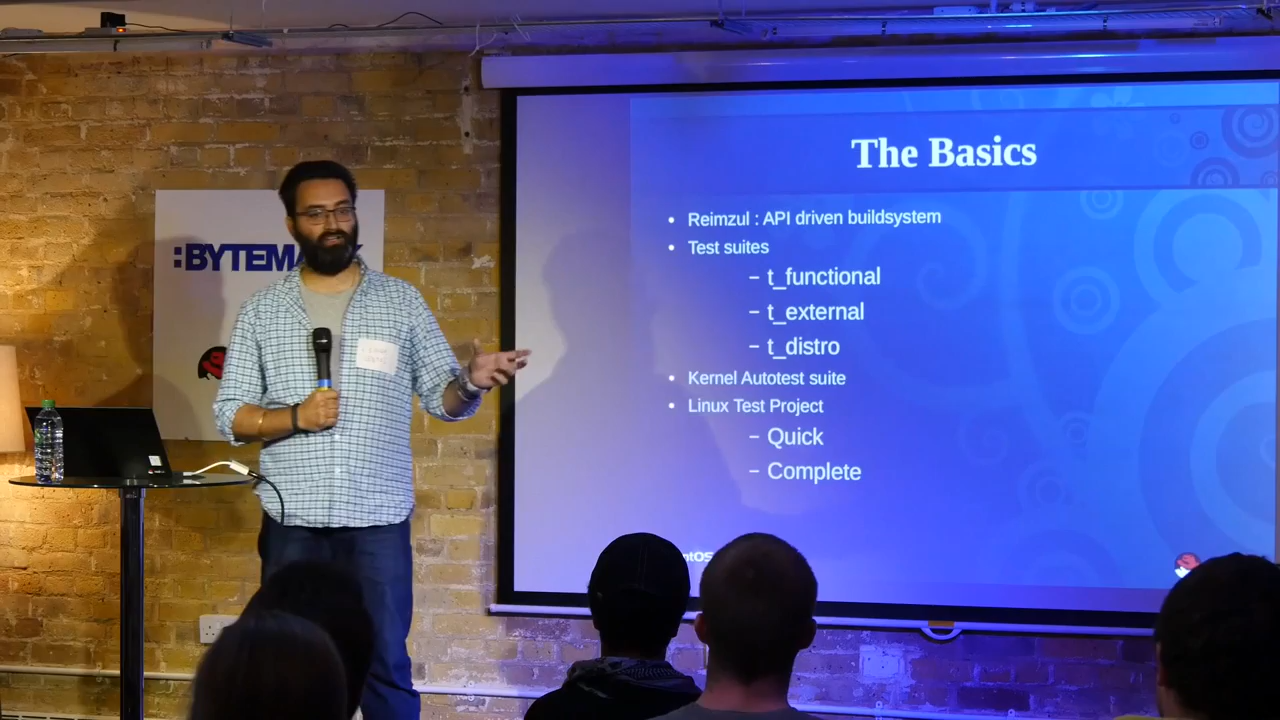 :BYTEMA
The Basics
• Reimzul : API driven buildsystem
• Test suites
– t_functional
– t_external
– t_distro
• Kernel Autotest suite
• Linux Test Project
– Quick
– Complete
ntOS